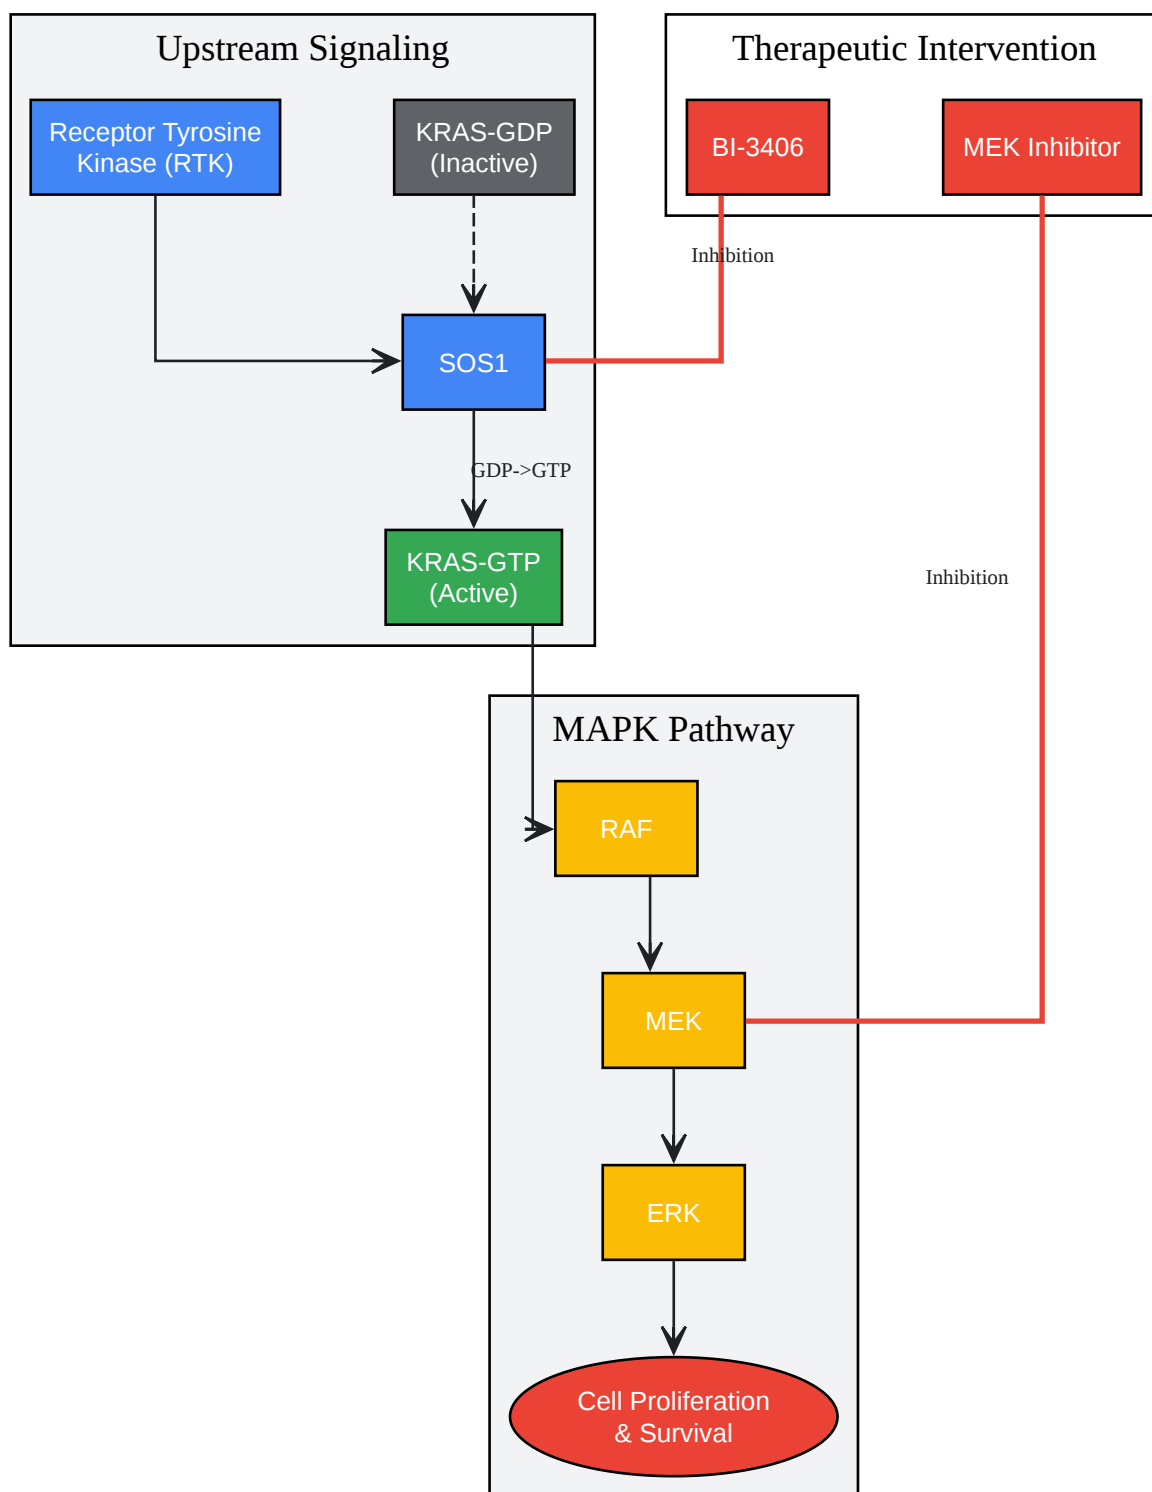 Upstream Signaling
Therapeutic Intervention
Receptor Tyrosine
Kinase (RTK)
KRAS-GDP
(Inactive)
BI-3406
MEK Inhibitor
Inhibition
SOS1
GDP->GTP
KRAS-GTP
(Active)
Inhibition
MAPK Pathway
RAF
MEK
ERK
Cell Proliferation
& Survival